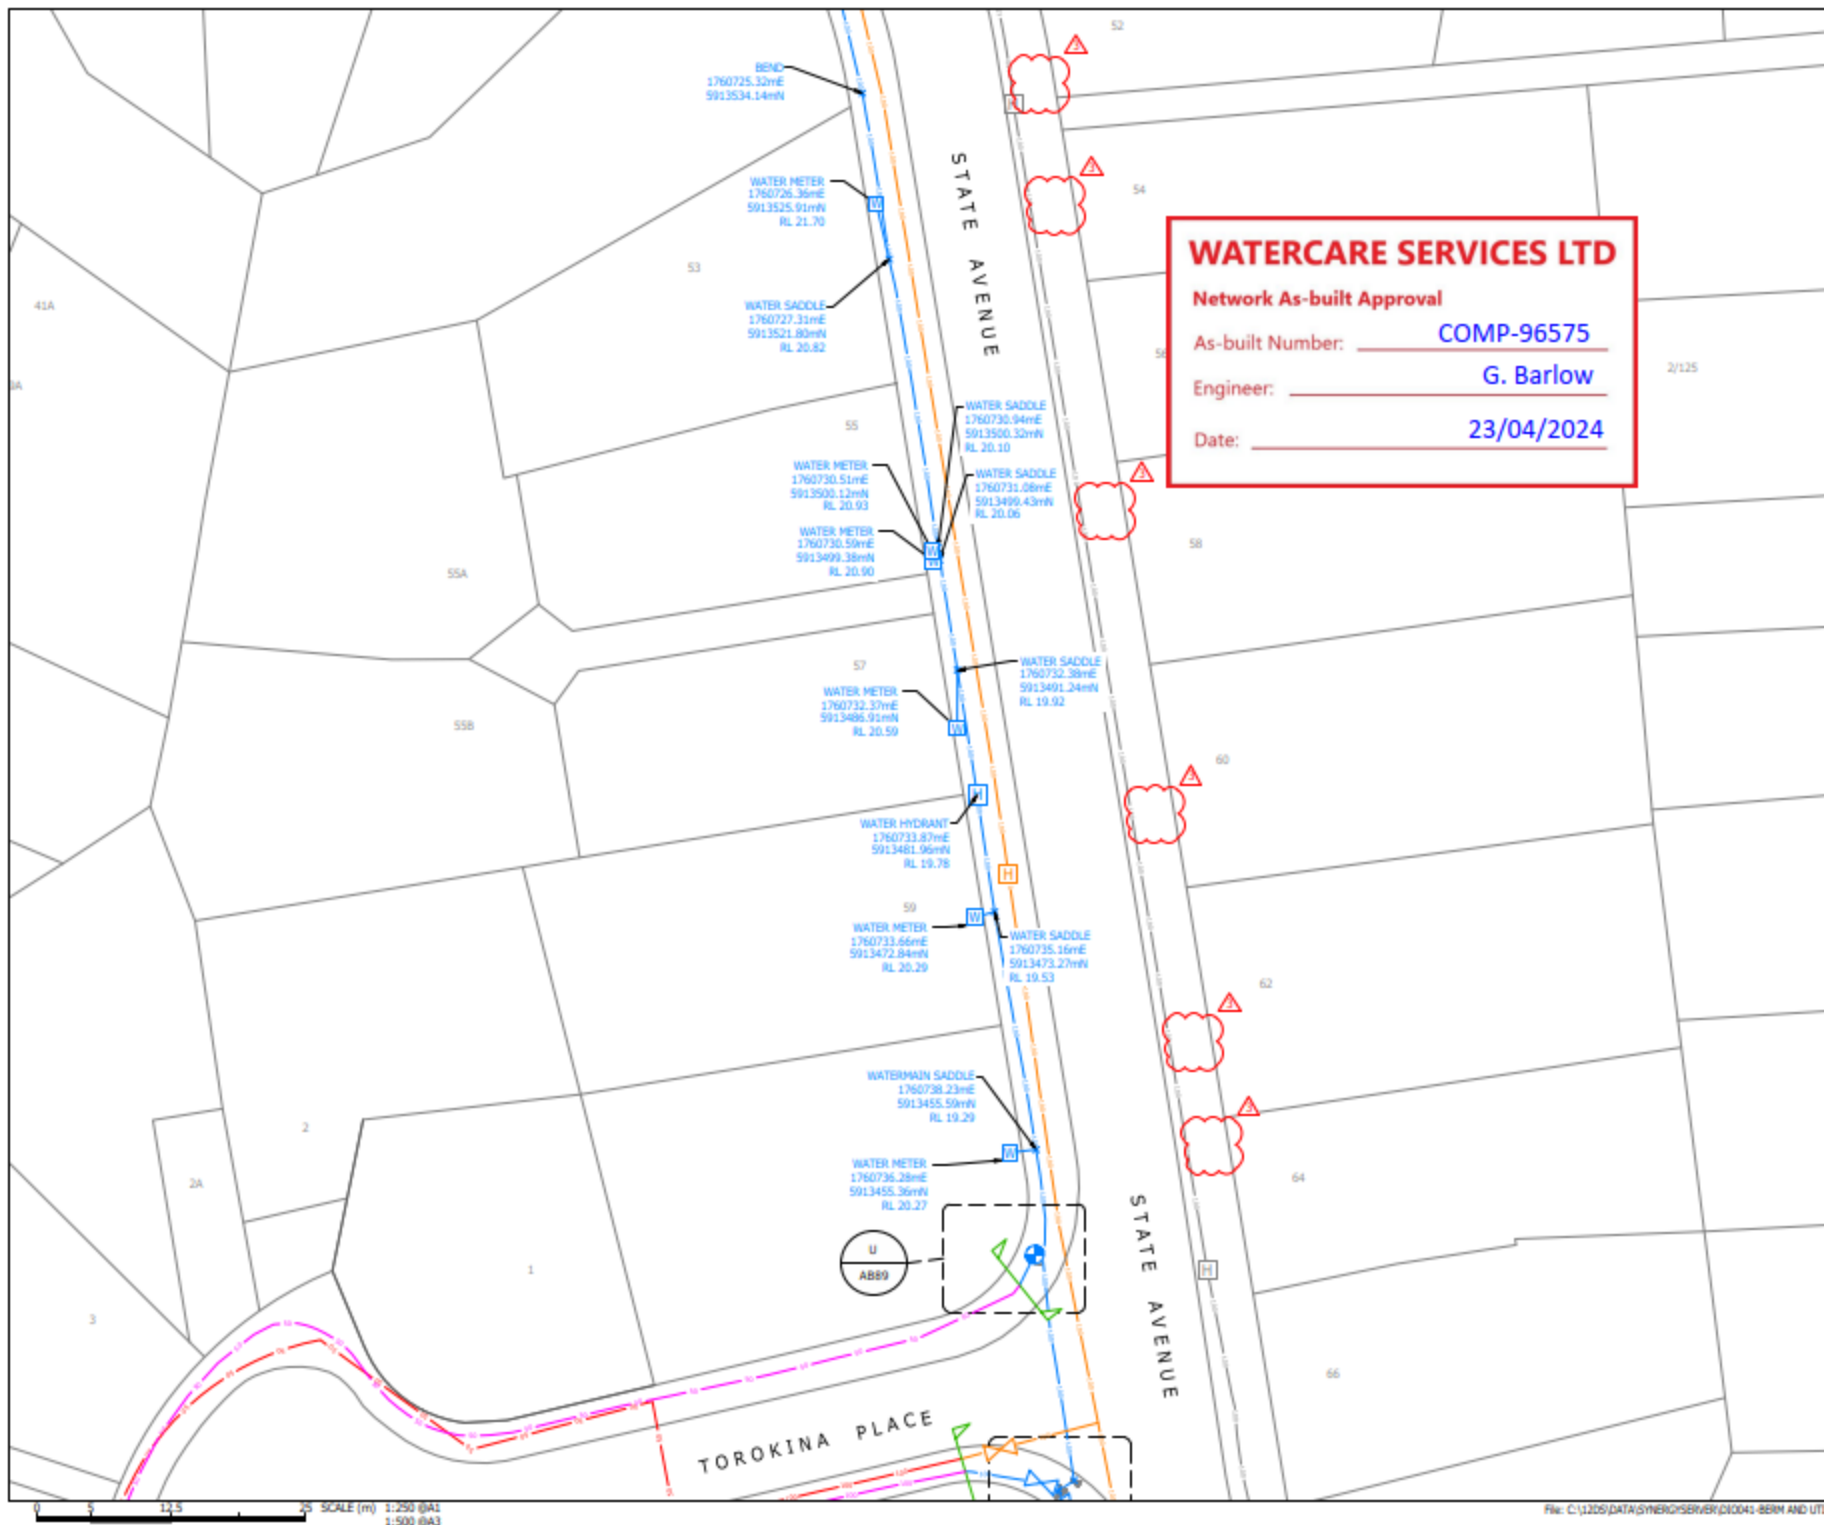 52
BEND
1760725.32mE
5913534.14mN
WATER METER
1760726.36mE
5913525.91mN
RL 21.70
STATE AVENUE
54
53
WATER SADDLE
1760727.31mE
5913521.80mN
RL 20.82
41A
56
2/125
WATERCARE SERVICES LTD
Network As-built Approval
As-built Number: COMP-96575
Engineer: G. Barlow
Date: 23/04/2024
55
WATER SADDLE
1760730.94mE
5913500.32mN
RL 20.10
WATER METER
1760730.51mE
5913500.12mN
RL 20.93
WATER SADDLE
1760731.08mE
5913499.43mN
RL 20.06
WATER METER
1760730.59mE
5913499.38mN
RL 20.90
W
W
58
55A
57
WATER SADDLE
1760732.38mE
5913491.24mN
RL 19.92
WATER METER
1760732.37mE
5913486.91mN
RL 20.59
W
55B
60
H
WATER HYDRANT
1760733.87mE
5913481.96mN
RL 19.78
H
59
W
WATER METER
1760733.66mE
5913472.84mN
RL 20.29
WATER SADDLE
1760735.16mE
5913473.27mN
RL 19.53
62
WATERMAIN SADDLE
1760738.23mE
5913455.59mN
RL 19.29
2
W
WATER METER
1760736.28mE
5913455.36mN
RL 20.27
2A
64
STATE AVENUE
U
AB89
H
1
3
66
TOROKINA PLACE
0 5 12.5 25 SCALE (m) 1:250 @A1
1:500 @A3
File: C:\12DS\DATA\SYNERGYSERVER\DI0041-BERM AND UTI